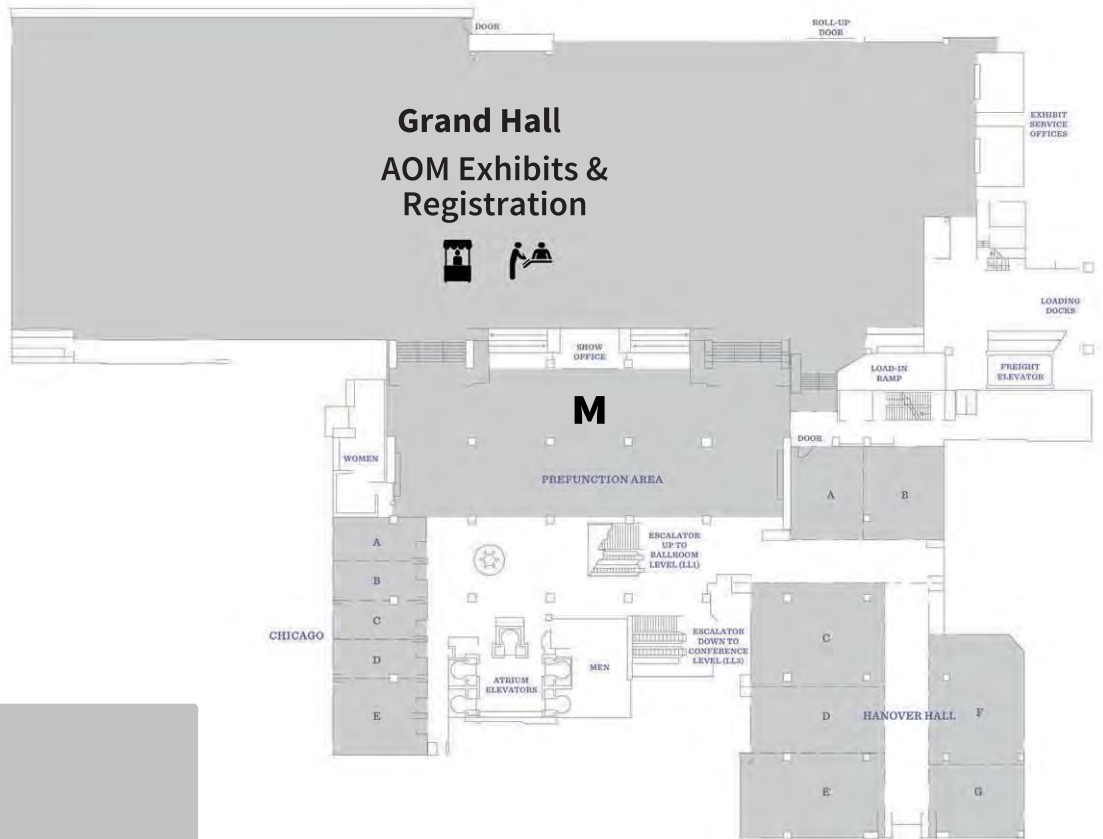 DOOR
ROLL-UP
DOOR
Grand Hall
AOM Exhibits &
Registration
EXHIBIT
SERVICE
OFFICES
LOADING
DOCKS
SHOW
OFFICE
LOAD-IN
RAMP
FREIGHT
ELEVATOR
M
DOOR
WOMEN
PREFUNCTION AREA
A
B
A
B
C
D
E
CHICAGO
ESCALATOR
UP TO
BALLROOM
LEVEL (LL1)
ESCALATOR
DOWN TO
CONFERENCE
LEVEL (LL3)
MEN
ATRIUM
ELEVATORS
C
D
HANOVER HALL
F
E
G